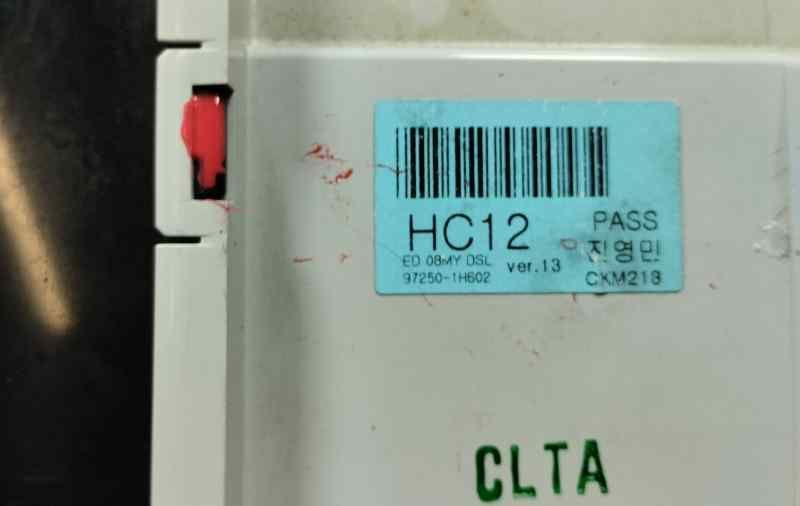 HC12
PASS
ED 08MY DSL
97250-1H602
ver.13
진영민
CKM218
CLTA